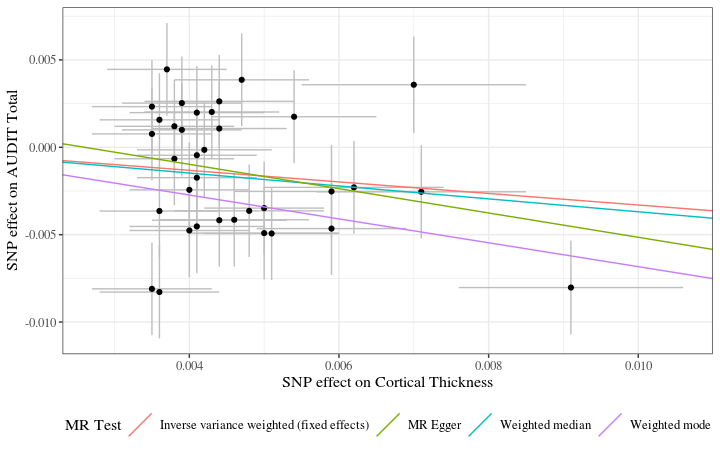 SNP effect on AUDIT Total
0.005
0.000
-0.005
-0.010
0.004 0.006 0.008 0.010
SNP effect on Cortical Thickness
MR Test Inverse variance weighted (fixed effects) MR Egger Weighted median Weighted mode